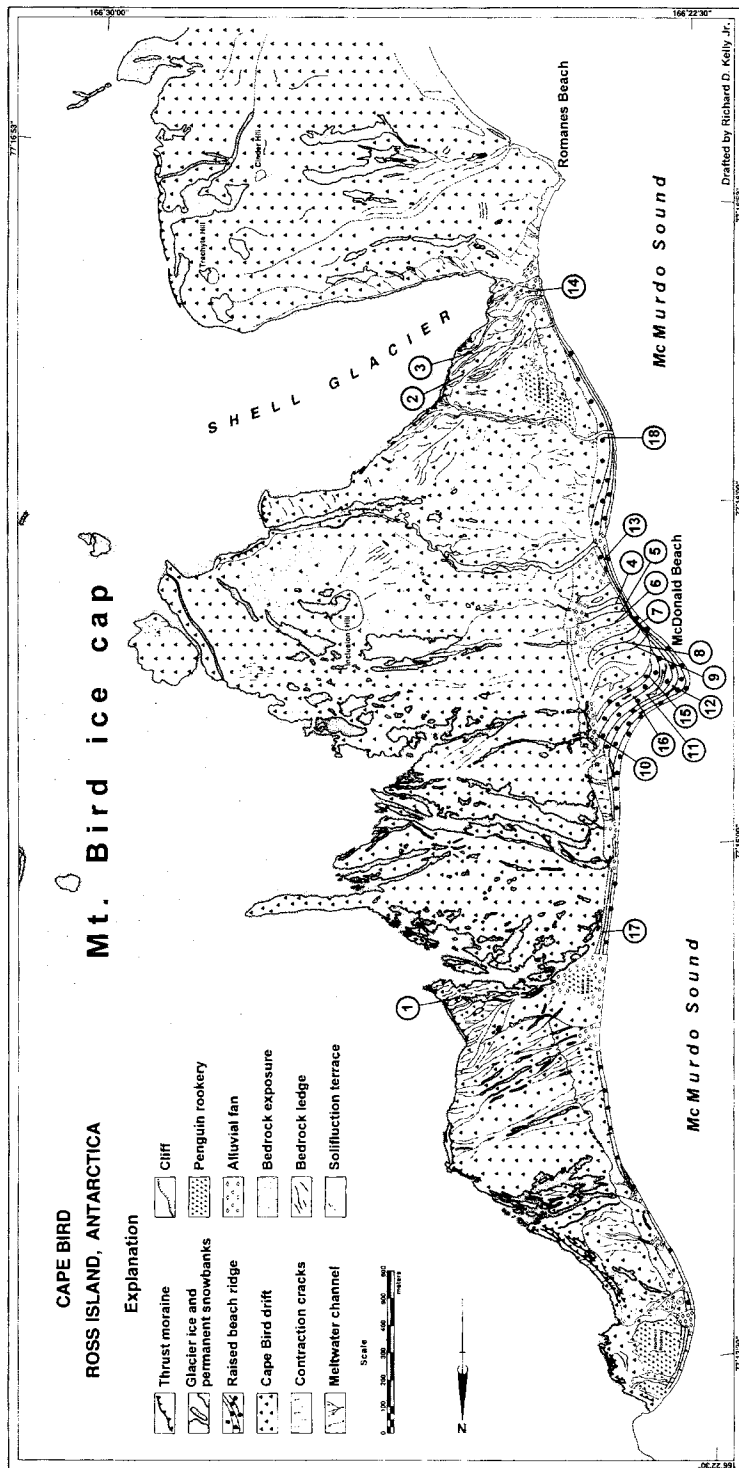 CAPE BIRD
ROSS ISLAND, ANTARCTICA
Explanation
Thrust moraine
Glacier ice and
permanent snowbanks
Raised beach ridge
Cape Bird drift
Contraction cracks
Meltwater channel
Cliff
Penguin rookery
Alluvial fan
Bedrock exposure
Bedrock ledge
Solifluction terrace
Scale
meters
N
Mt. Bird ice cap
SHELL GLACIER
Trachyte Hill
Cinder Hill
Inclusion Hill
Romanes Beach
McDonald Beach
McMurdo Sound
McMurdo Sound
1
2
3
4
5
6
7
8
9
10
11
12
13
14
15
16
17
18
166°30'00"
166°22'30"
166°22'30"
Drafted by Richard D. Kelly Jr.